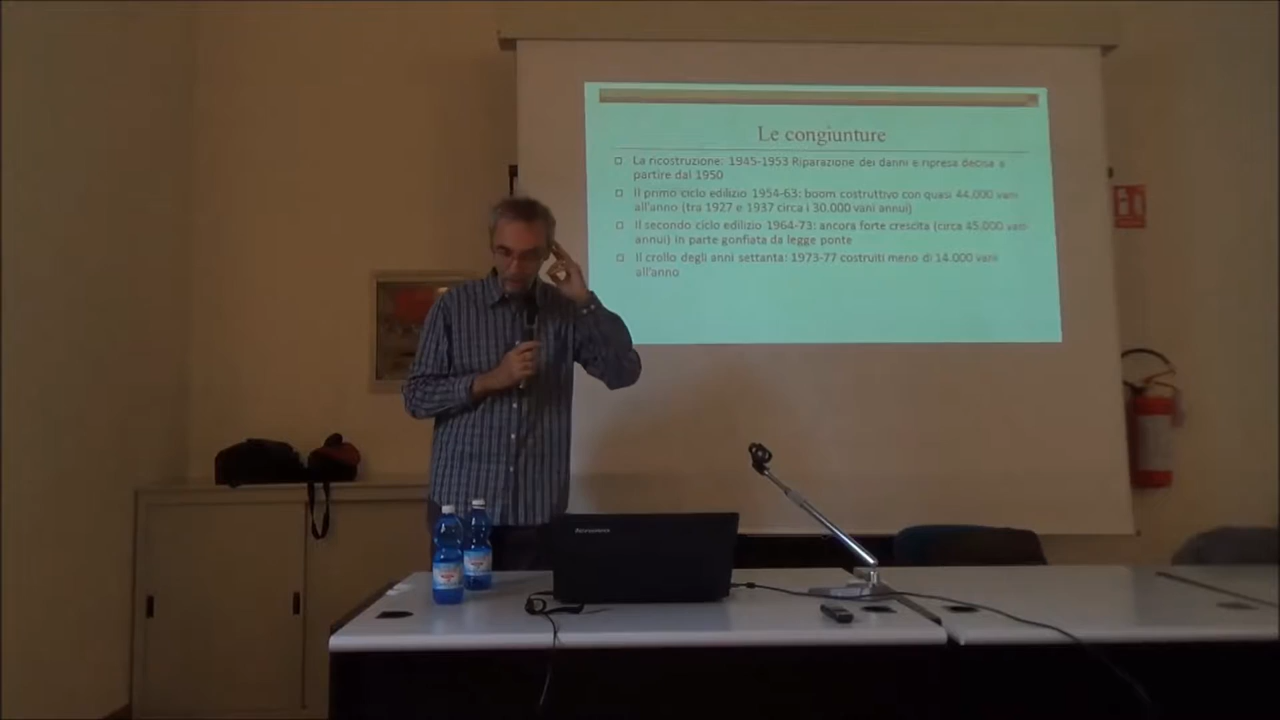 Le congiunture
La ricostruzione: 1945-1953 Riparazione dei danni e ripresa decisa a
partire dal 1950
Il primo ciclo edilizio 1954-63: boom costruttivo con quasi 44.000 vani
all'anno (tra 1927 e 1937 circa i 30.000 vani annui)
Il secondo ciclo edilizio 1964-73: ancora forte crescita (circa 45.000 vani
annui) in parte gonfiata da legge ponte
Il crollo degli anni settanta: 1973-77 costruiti meno di 14.000 vani
all'anno
lenovo